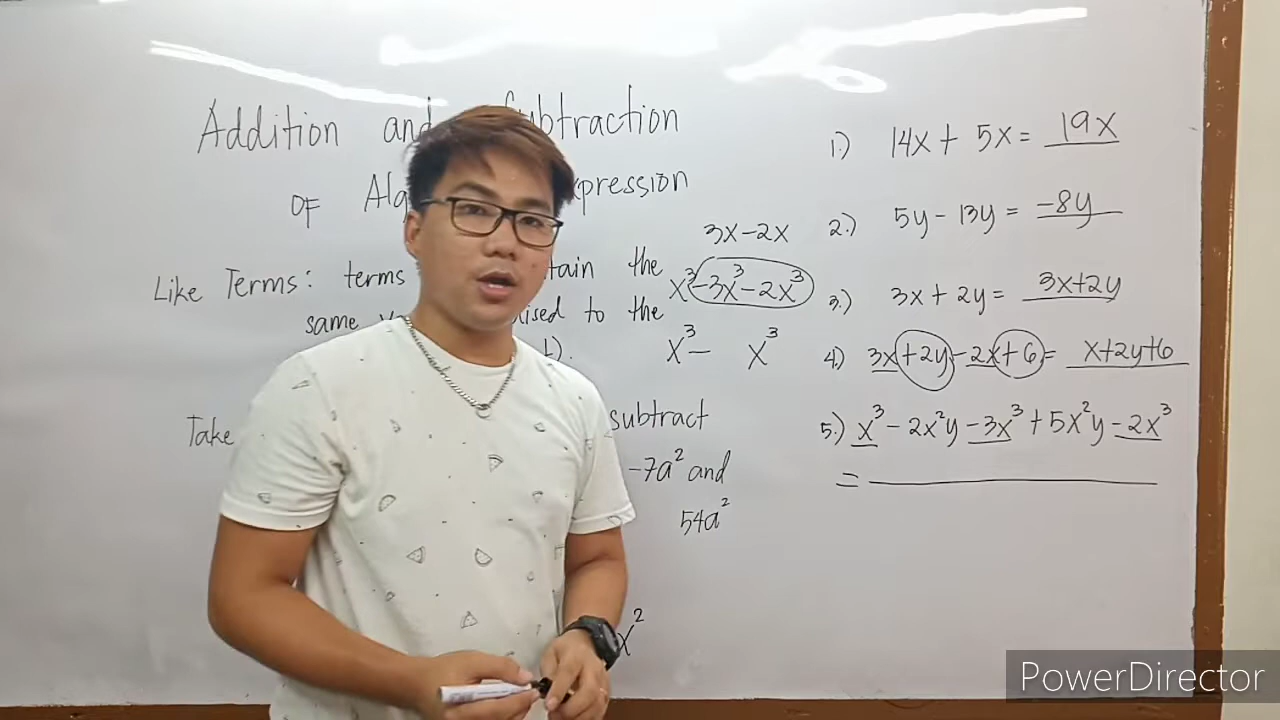 Addition and Subtraction
OF Alg xpression
Like Terms: terms tain the
same ised to the
t).
Take subtract
-7a² and
54a²
x²
3x-2x
x³-3x³-2x³
x³- x³
1.) 14x + 5x = 19x
2.) 5y - 13y = -8y
3.) 3x + 2y = 3x+2y
4.) 3x+2y-2x+6= x+2y+6
5.) x³ - 2x²y - 3x³ + 5x²y - 2x³
=
PowerDirector